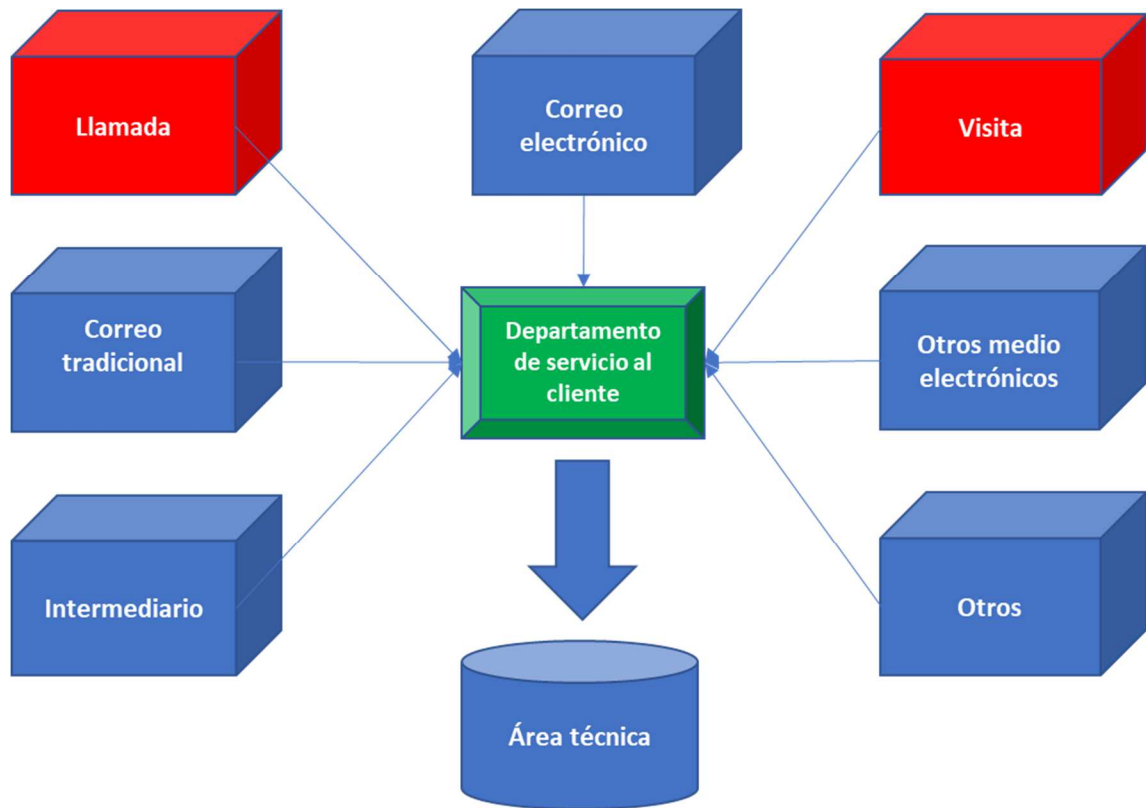 Llamada
Correo
electrónico
Visita
Correo
tradicional
Departamento
de servicio al
cliente
Otros medio
electrónicos
Intermediario
Otros
Área técnica